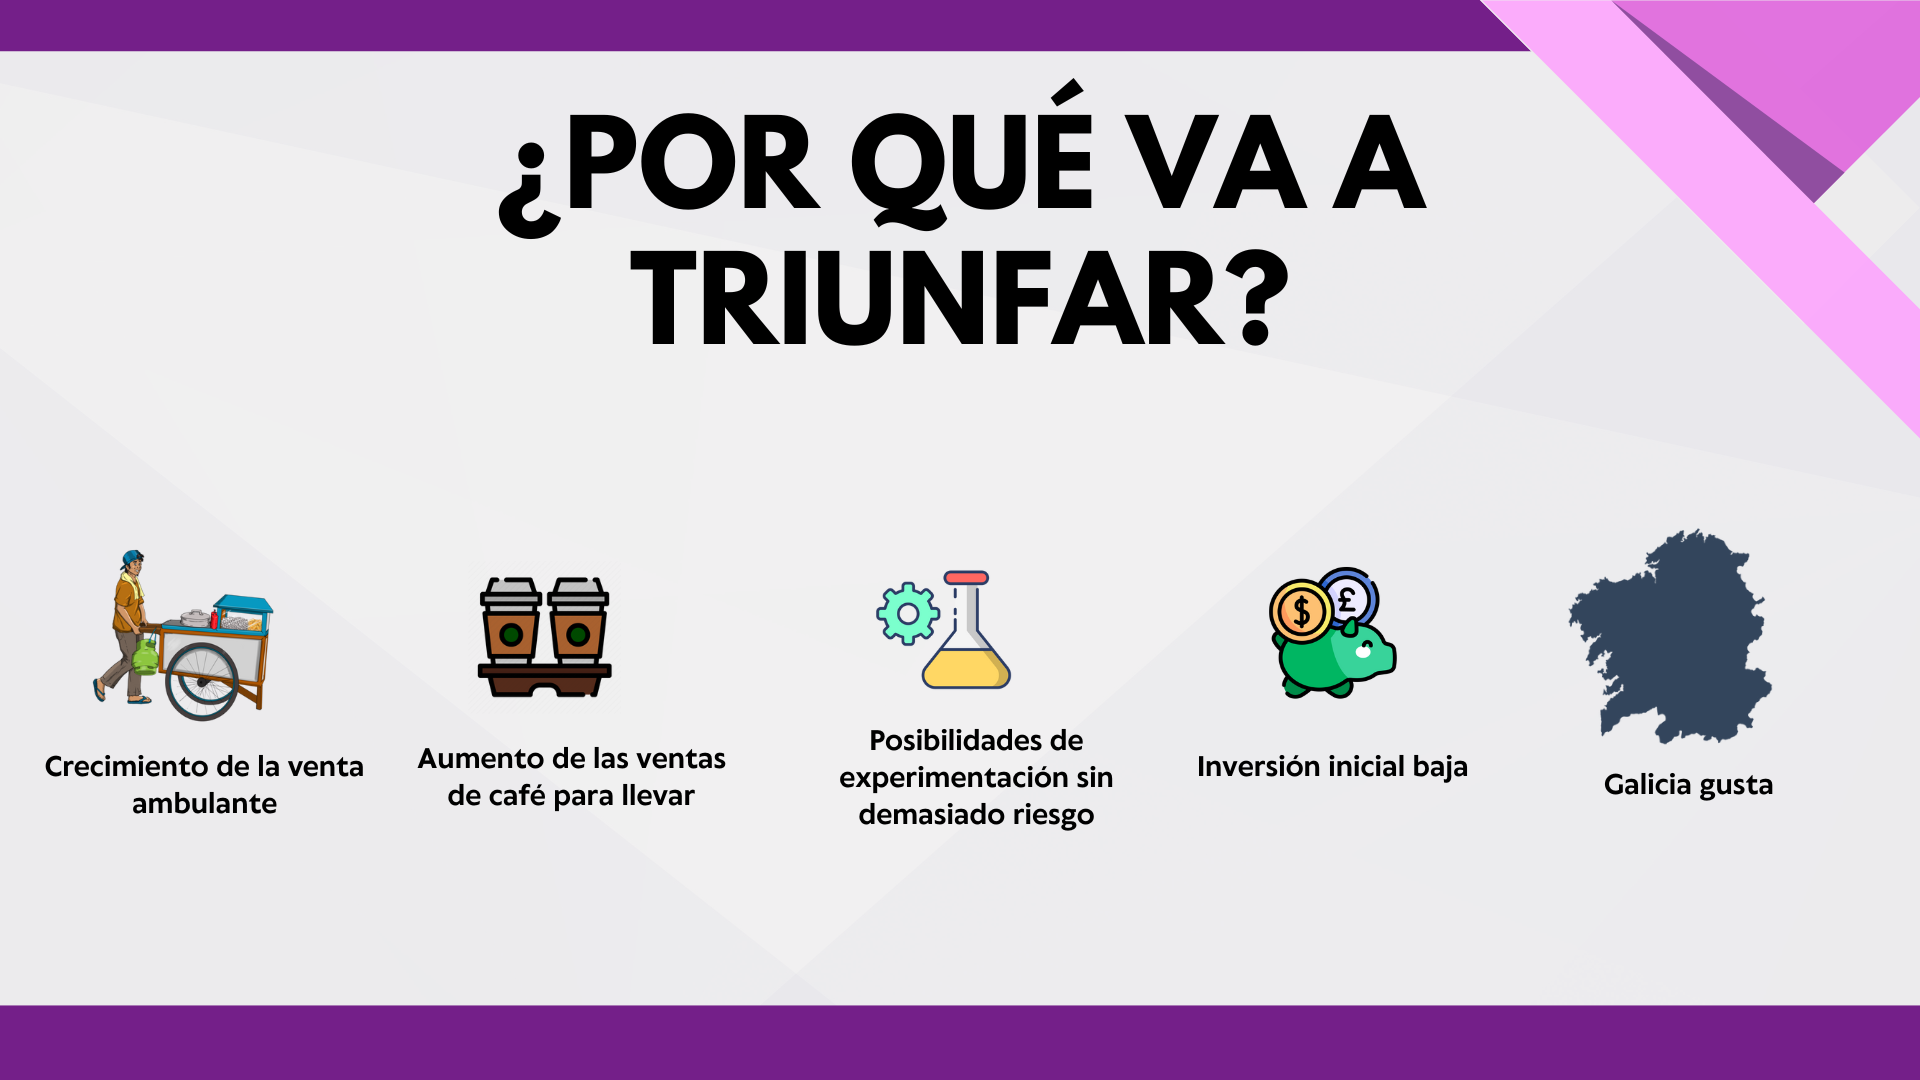 ¿POR QUÉ VA A
TRIUNFAR?
$
£
Crecimiento de la venta
ambulante
Aumento de las ventas
de café para llevar
Posibilidades de
experimentación sin
demasiado riesgo
Inversión inicial baja
Galicia gusta